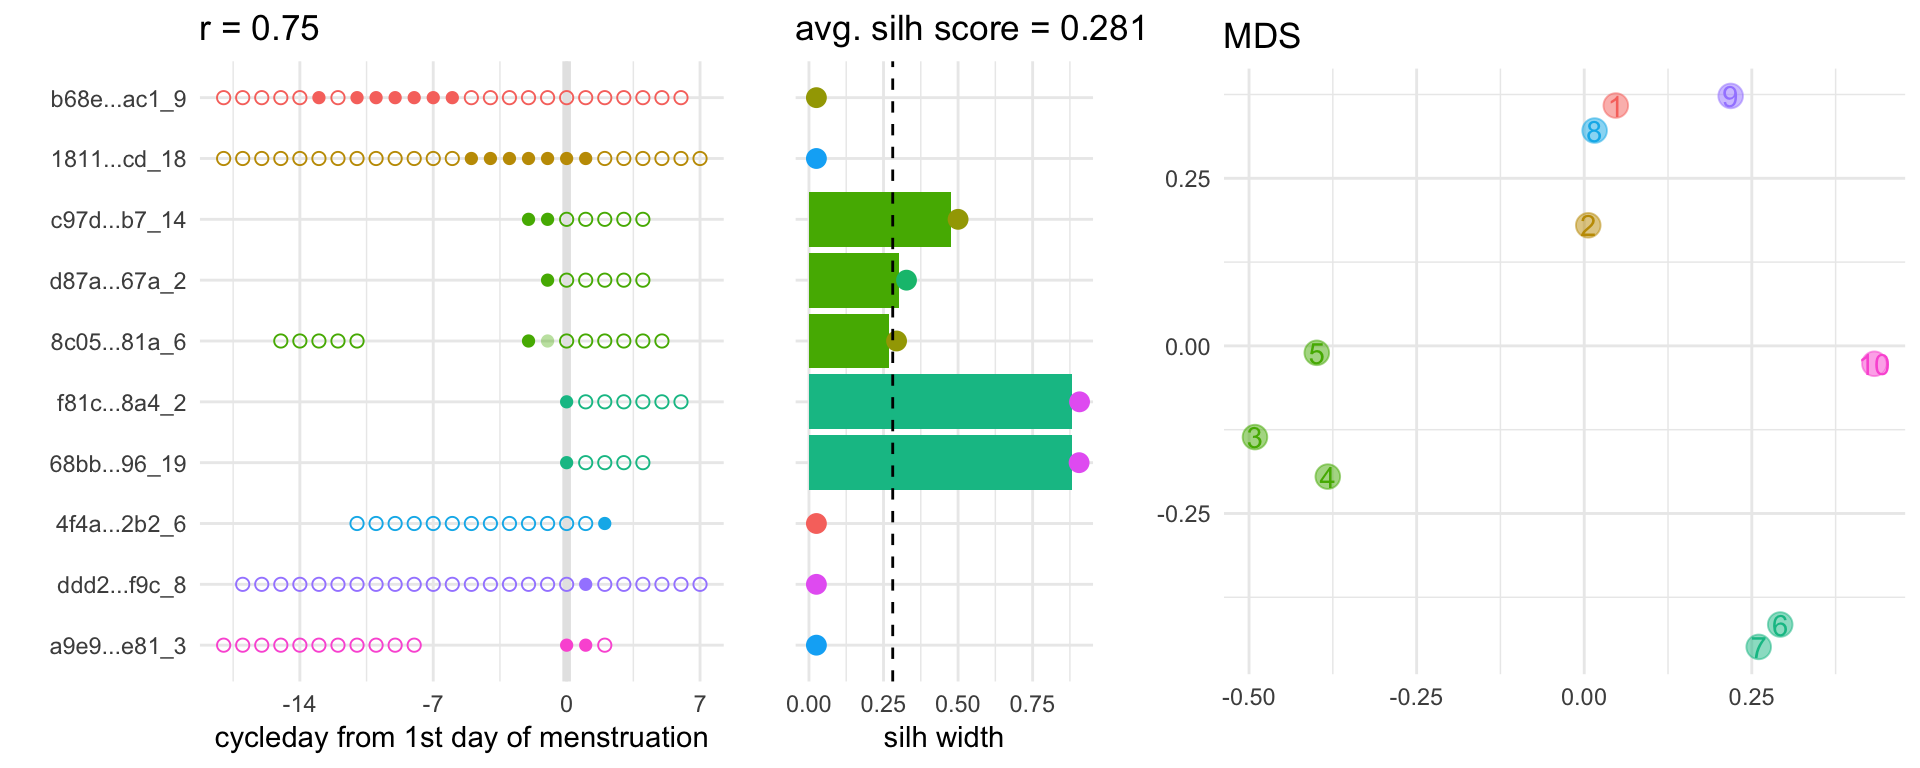 r = 0.75
b68e...ac1_9
1811...cd_18
c97d...b7_14
d87a...67a_2
8c05...81a_6
f81c...8a4_2
68bb...96_19
4f4a...2b2_6
ddd2...f9c_8
a9e9...e81_3
-14 -7 0 7
cycleday from 1st day of menstruation
avg. silh score = 0.281
0.00 0.25 0.50 0.75
silh width
MDS
0.25
0.00
-0.25
1
9
8
2
5
10
3
4
6
7
-0.50 -0.25 0.00 0.25